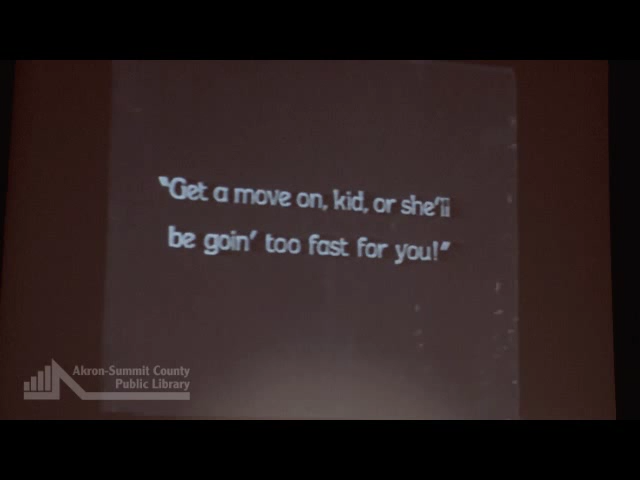 "Get a move on, kid, or she'll
be goin' too fast for you!"
Akron-Summit County
Public Library